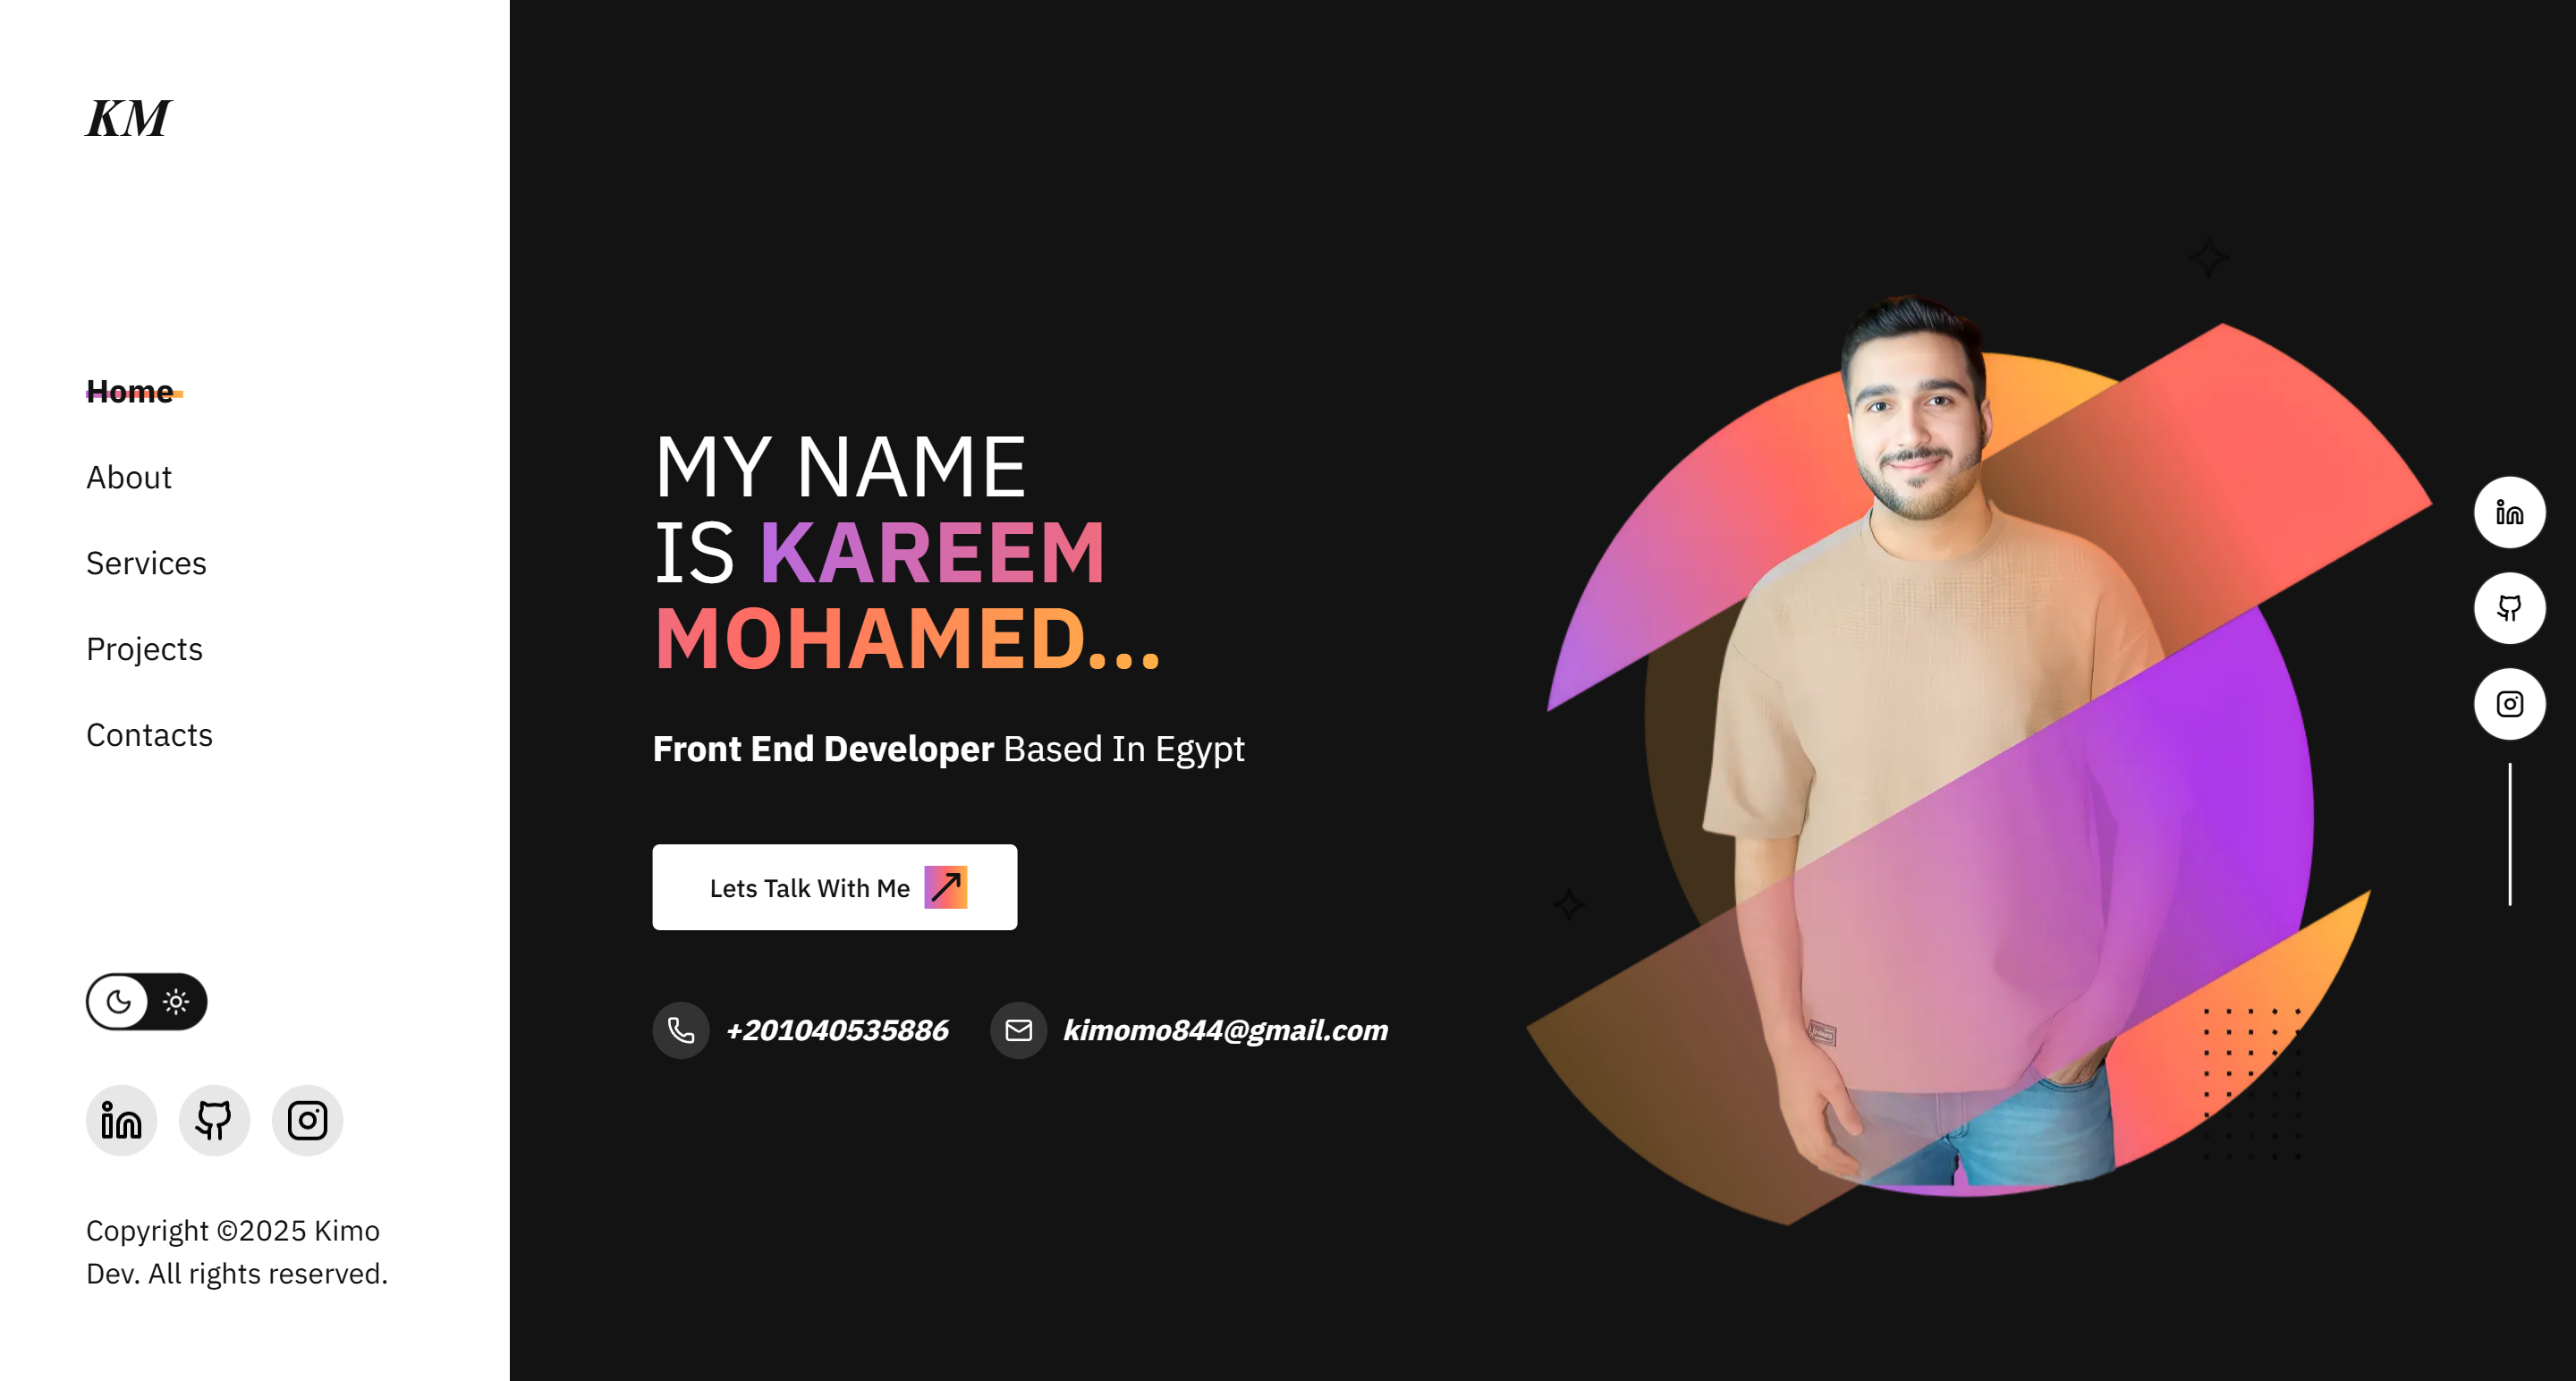 KM
Home
About
Services
Projects
Contacts
Copyright ©2025 Kimo
Dev. All rights reserved.
MY NAME
IS KAREEM
MOHAMED...
Front End Developer Based In Egypt
Lets Talk With Me
+201040535886
kimomo844@gmail.com